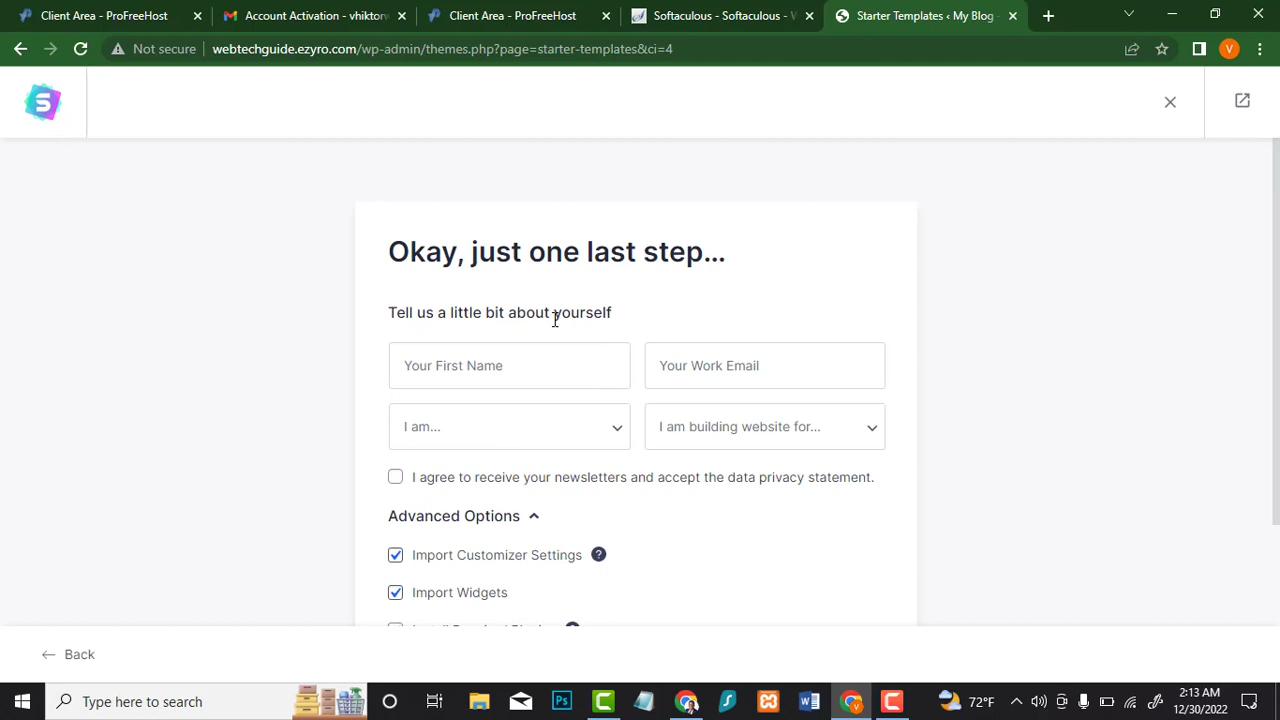 Client Area - ProFreeHost
Account Activation - vhiktorw
Client Area - ProFreeHost
Softaculous - Softaculous - W
Starter Templates ‹ My Blog -
Not secure webtechguide.ezyro.com/wp-admin/themes.php?page=starter-templates&ci=4
V
S
Okay, just one last step...
Tell us a little bit about yourself
Your First Name
Your Work Email
I am...
I am building website for...
I agree to receive your newsletters and accept the data privacy statement.
Advanced Options
Import Customizer Settings ?
Import Widgets
← Back
Type here to search
Ps
W
72°F
2:13 AM
12/30/2022